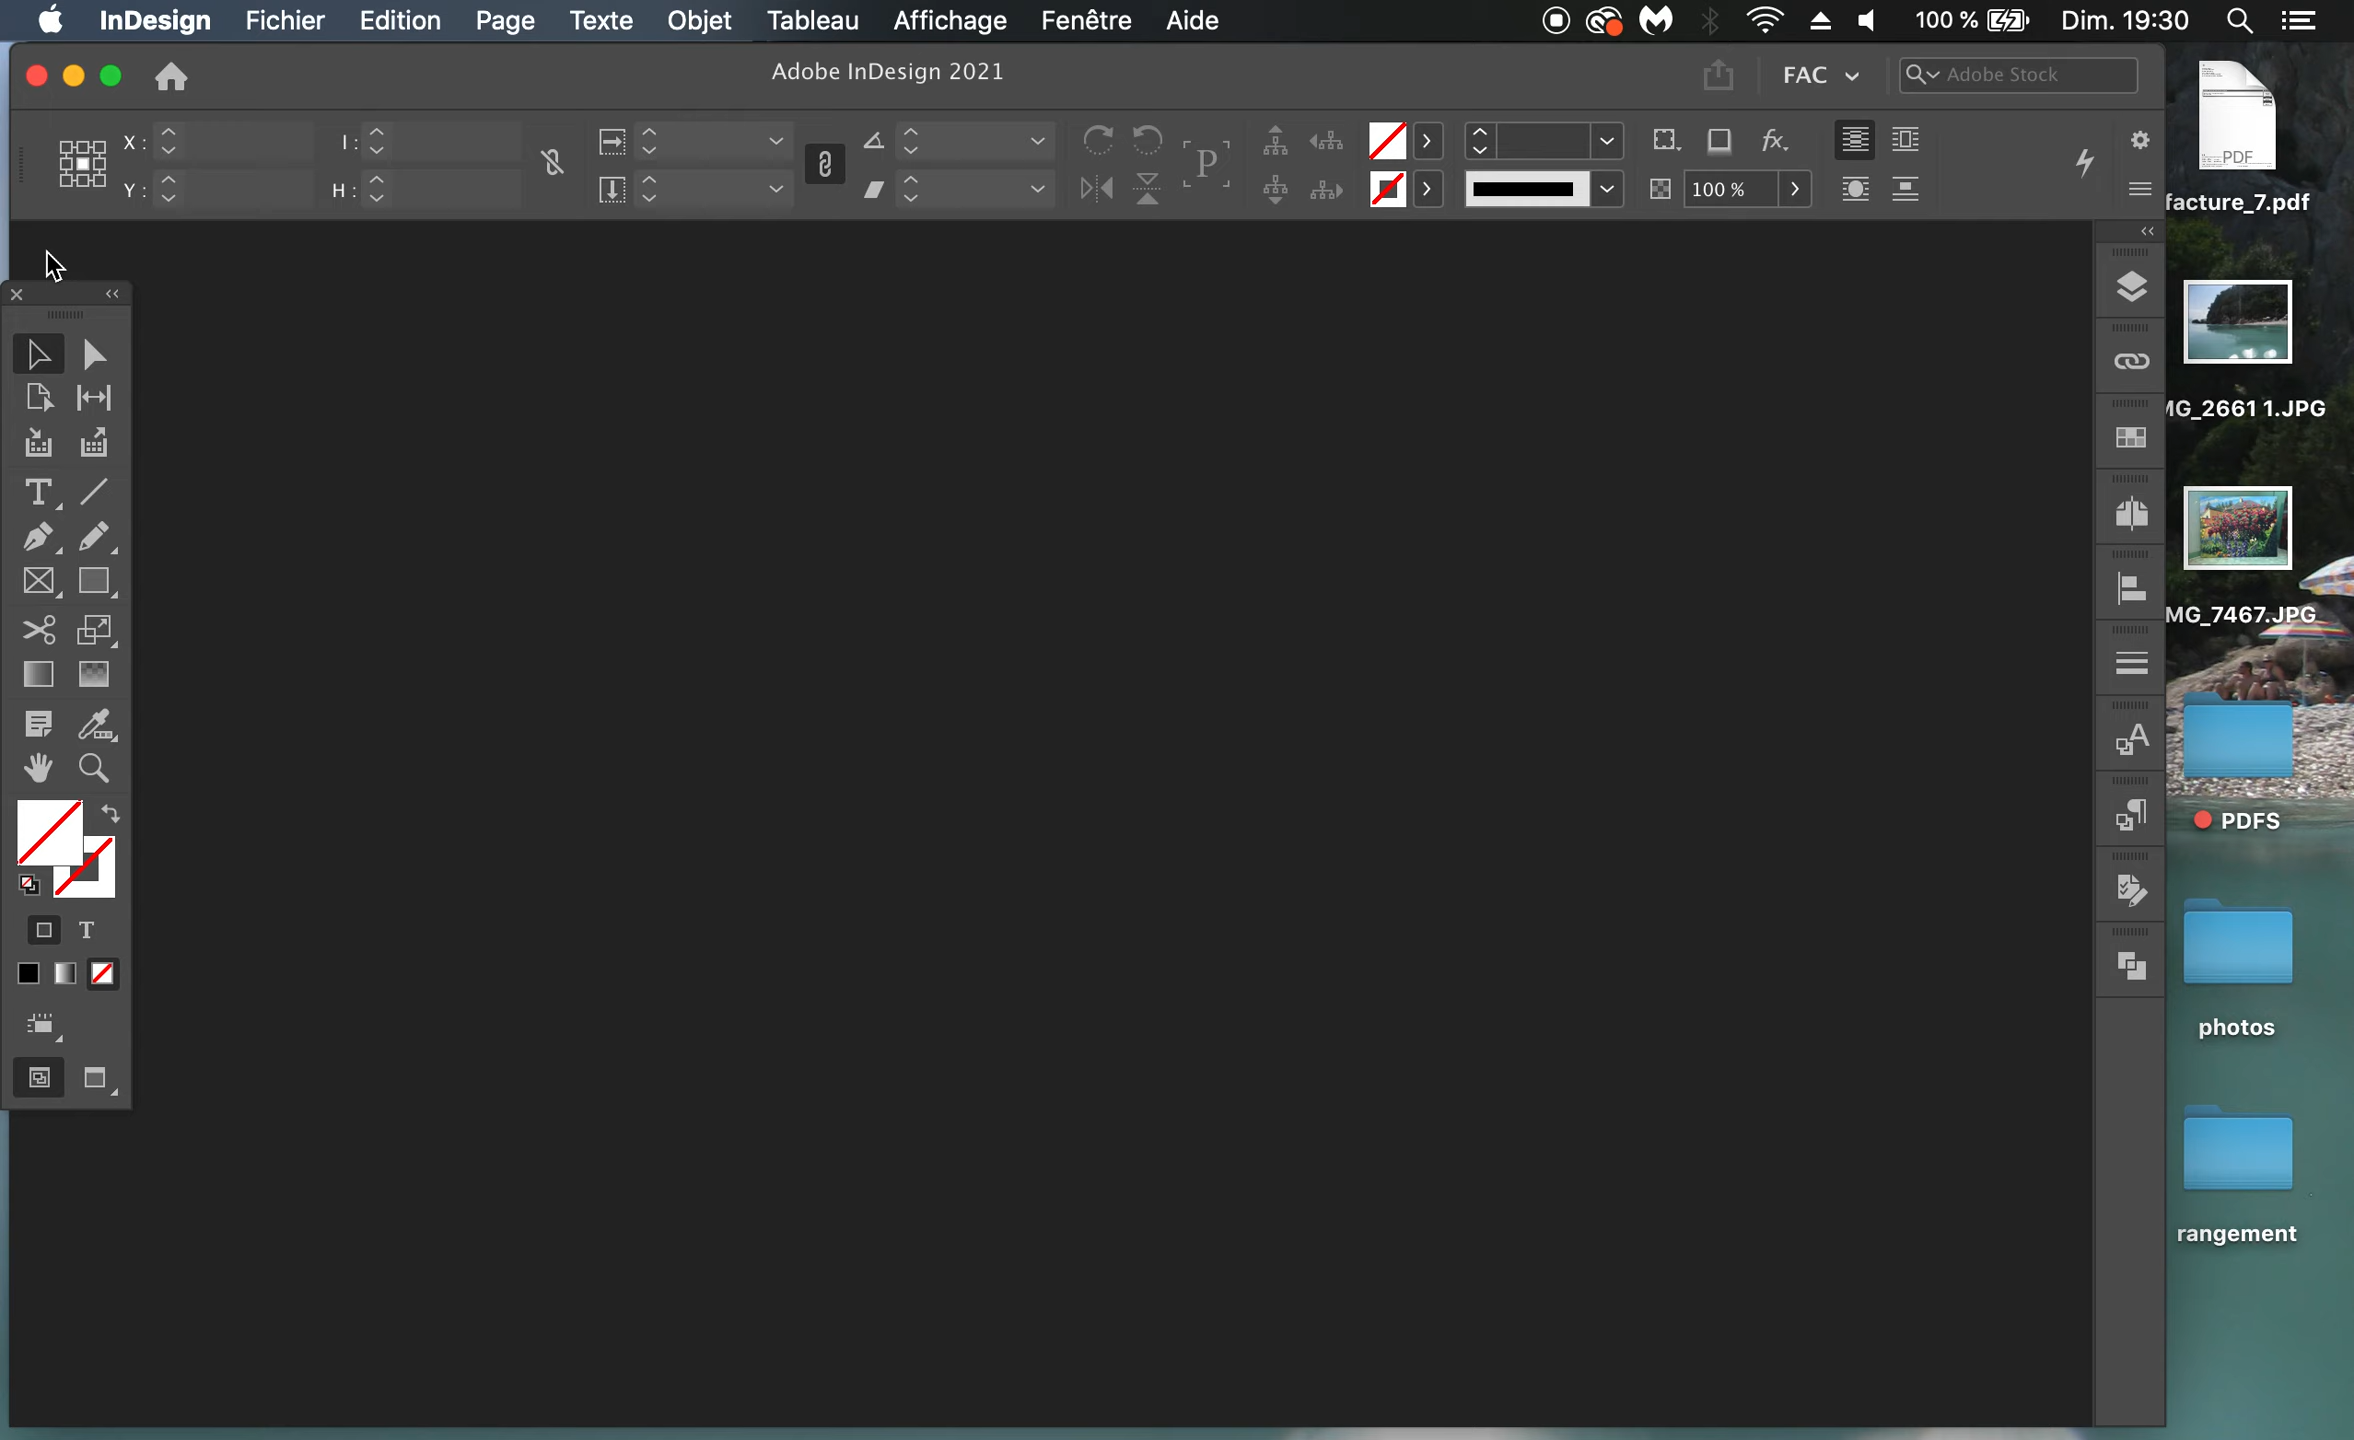 InDesign Fichier Edition Page Texte Objet Tableau Affichage Fenêtre Aide 100 % Dim. 19:30
Adobe InDesign 2021 FAC Adobe Stock
X : I :
Y : H : 100 %
P
fx
PDF
facture_7.pdf
MG_2661 1.JPG
MG_7467.JPG
PDFS
photos
rangement